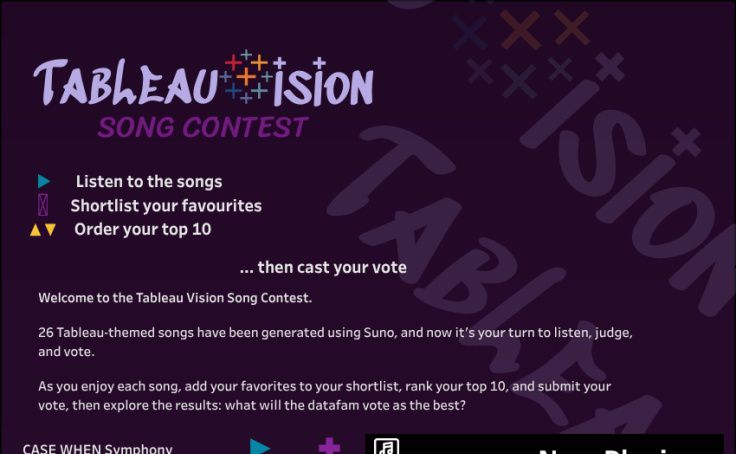 TABLEAU VISION
SONG CONTEST
Listen to the songs
Shortlist your favourites
Order your top 10
... then cast your vote
Welcome to the Tableau Vision Song Contest.
26 Tableau-themed songs have been generated using Suno, and now it's your turn to listen, judge,
and vote.
As you enjoy each song, add your favorites to your shortlist, rank your top 10, and submit your
vote, then explore the results: what will the datafam vote as the best?
CASE WHEN Symphony